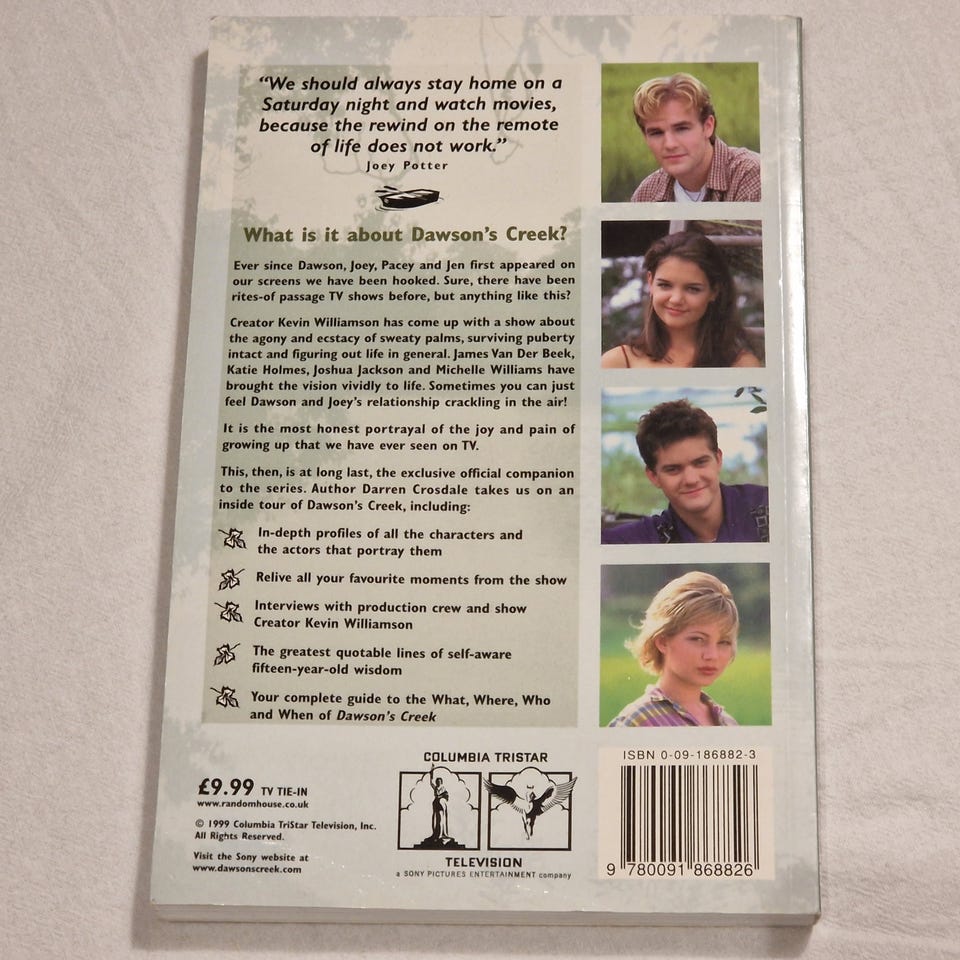 “We should always stay home on a
Saturday night and watch movies,
because the rewind on the remote
of life does not work.”
Joey Potter
What is it about Dawson's Creek?
Ever since Dawson, Joey, Pacey and Jen first appeared on
our screens we have been hooked. Sure, there have been
rites-of passage TV shows before, but anything like this?
Creator Kevin Williamson has come up with a show about
the agony and ecstacy of sweaty palms, surviving puberty
intact and figuring out life in general. James Van Der Beek,
Katie Holmes, Joshua Jackson and Michelle Williams have
brought the vision vividly to life. Sometimes you can just
feel Dawson and Joey's relationship crackling in the air!
It is the most honest portrayal of the joy and pain of
growing up that we have ever seen on TV.
This, then, is at long last, the exclusive official companion
to the series. Author Darren Crosdale takes us on an
inside tour of Dawson's Creek, including:
In-depth profiles of all the characters and
the actors that portray them
Relive all your favourite moments from the show
Interviews with production crew and show
Creator Kevin Williamson
The greatest quotable lines of self-aware
fifteen-year-old wisdom
Your complete guide to the What, Where, Who
and When of Dawson's Creek
£9.99 TV TIE-IN
www.randomhouse.co.uk
© 1999 Columbia TriStar Television, Inc.
All Rights Reserved.
Visit the Sony website at
www.dawsonscreek.com
COLUMBIA TRISTAR
TELEVISION
a SONY PICTURES ENTERTAINMENT company
ISBN 0-09-186882-3
9 780091 868826